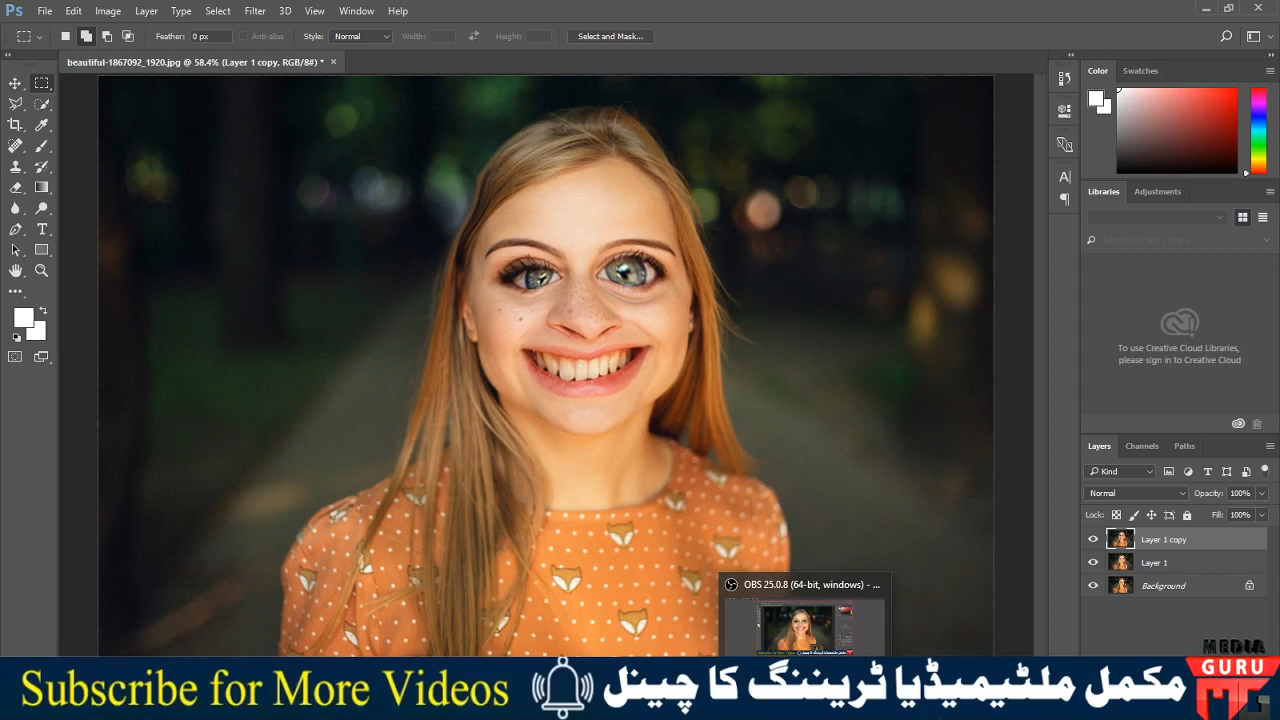 Ps File Edit Image Layer Type Select Filter 3D View Window Help
Feather: 0 px Anti-alias Style: Normal Width: Height: Select and Mask...
beautiful-1867092_1920.jpg @ 58.4% (Layer 1 copy, RGB/8#) *
Color Swatches
Libraries Adjustments
Search Current Library
To use Creative Cloud Libraries,
please sign in to Creative Cloud
Layers Channels Paths
Kind
Normal Opacity: 100%
Lock: Fill: 100%
Layer 1 copy
Layer 1
Background
OBS 25.0.8 (64-bit, windows) - ...
MEDIA
GURU
MG
Subscribe for More Videos مکمل ملٹیمیڈیا ٹریننگ کا چینل